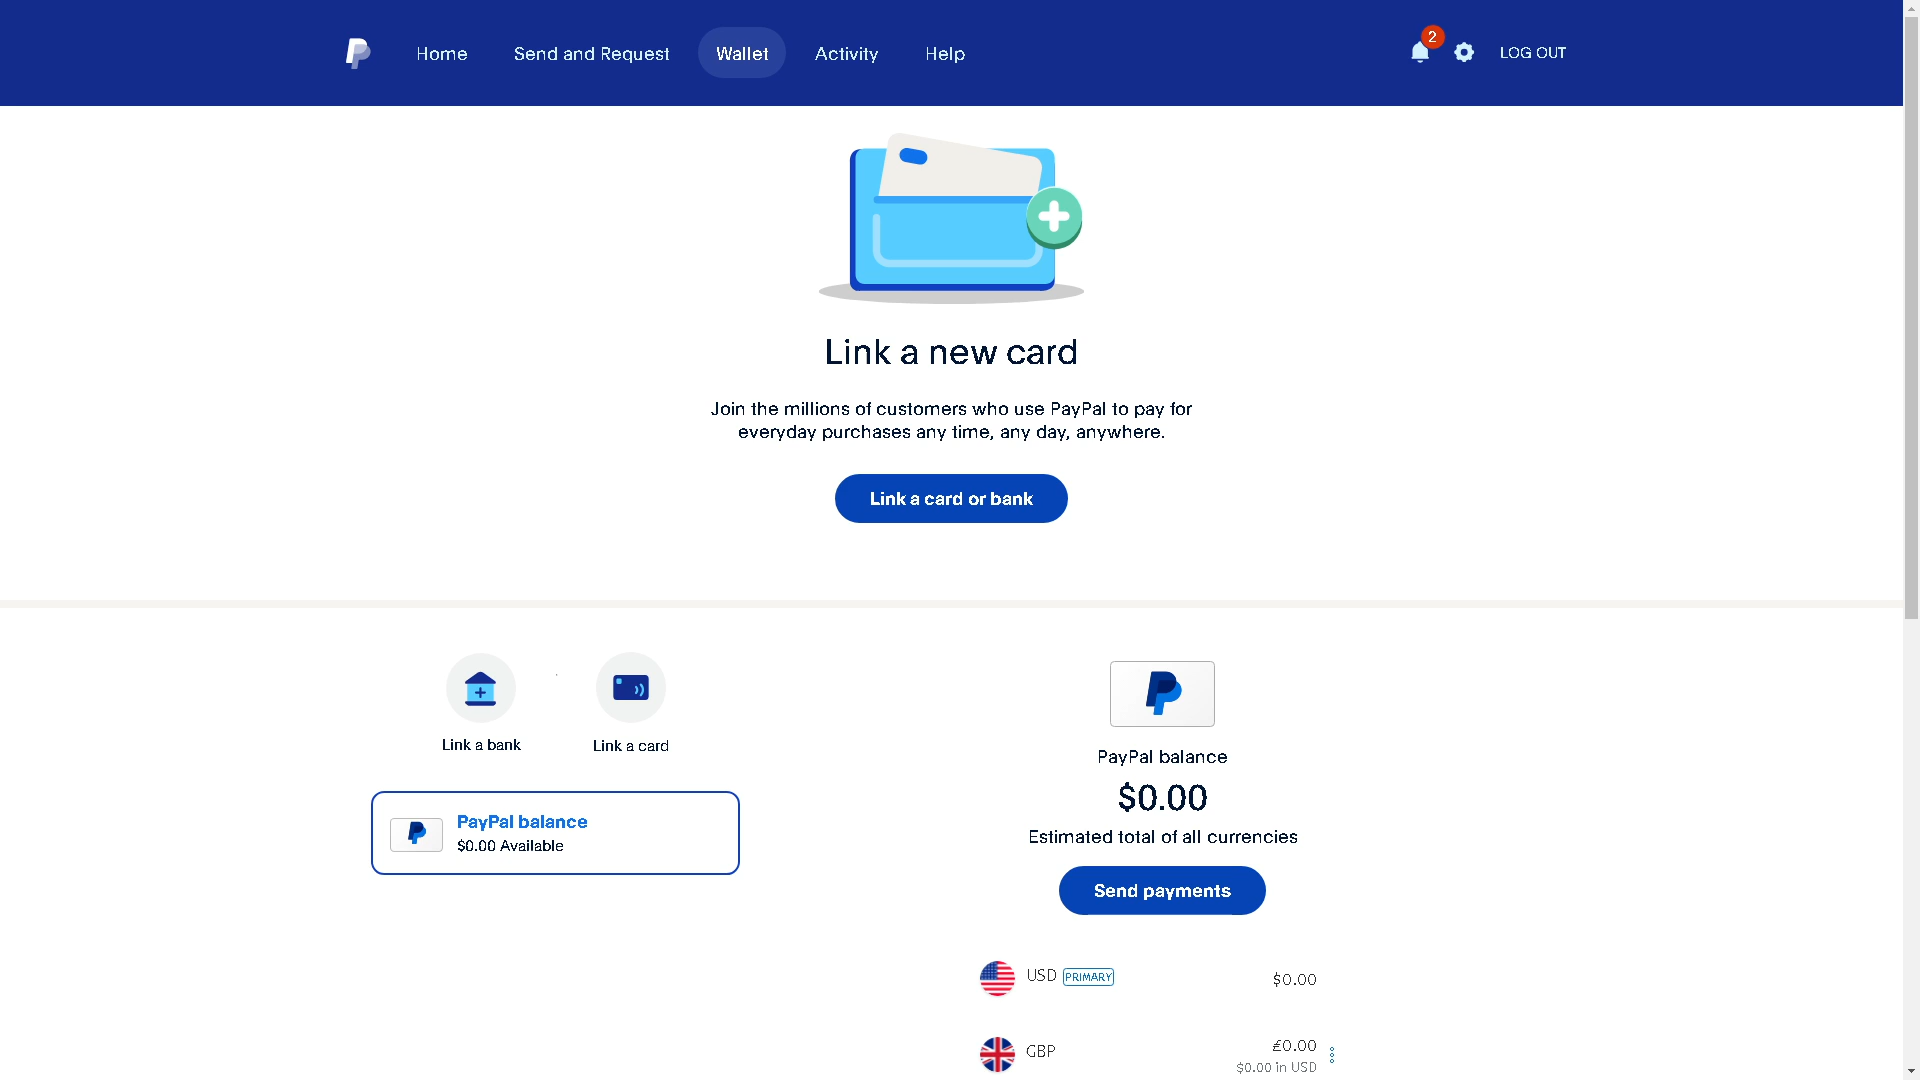 Home
Send and Request
Wallet
Activity
Help
2
LOG OUT
Link a new card
Join the millions of customers who use PayPal to pay for
everyday purchases any time, any day, anywhere.
Link a card or bank
Link a bank
Link a card
PayPal balance
$0.00 Available
PayPal balance
$0.00
Estimated total of all currencies
Send payments
USD PRIMARY
$0.00
GBP
£0.00
$0.00 in USD